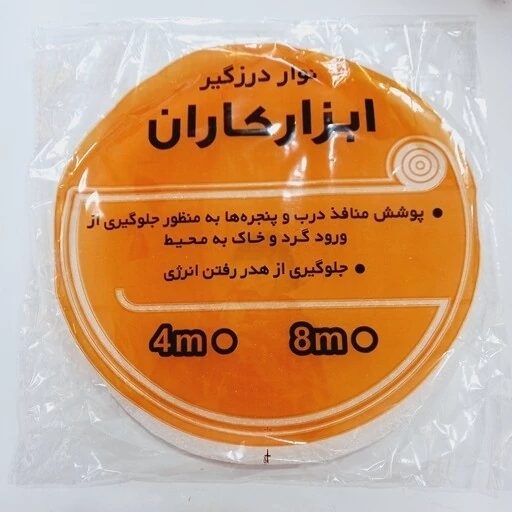 نوار درزگیر
ابزارکاران
● پوشش منافذ درب و پنجره‌ها به منظور جلوگیری از
ورود گرد و خاک به محیط
● جلوگیری از هدر رفتن انرژی
8m 4m